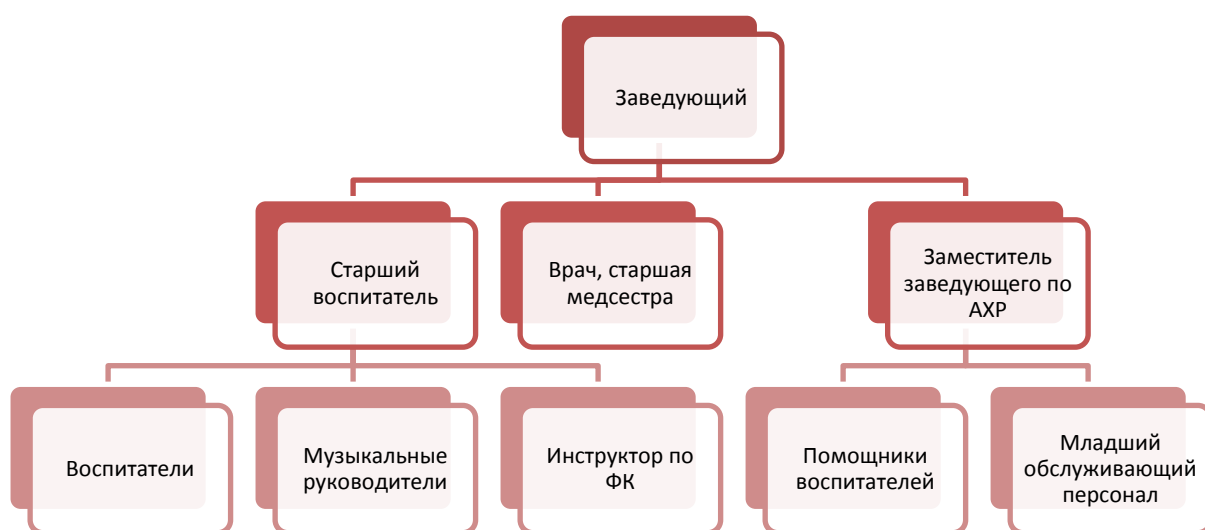 Заведующий
Старший
воспитатель
Врач, старшая
медсестра
Заместитель
заведующего по
АХР
Воспитатели
Музыкальные
руководители
Инструктор по
ФК
Помощники
воспитателей
Младший
обслуживающий
персонал